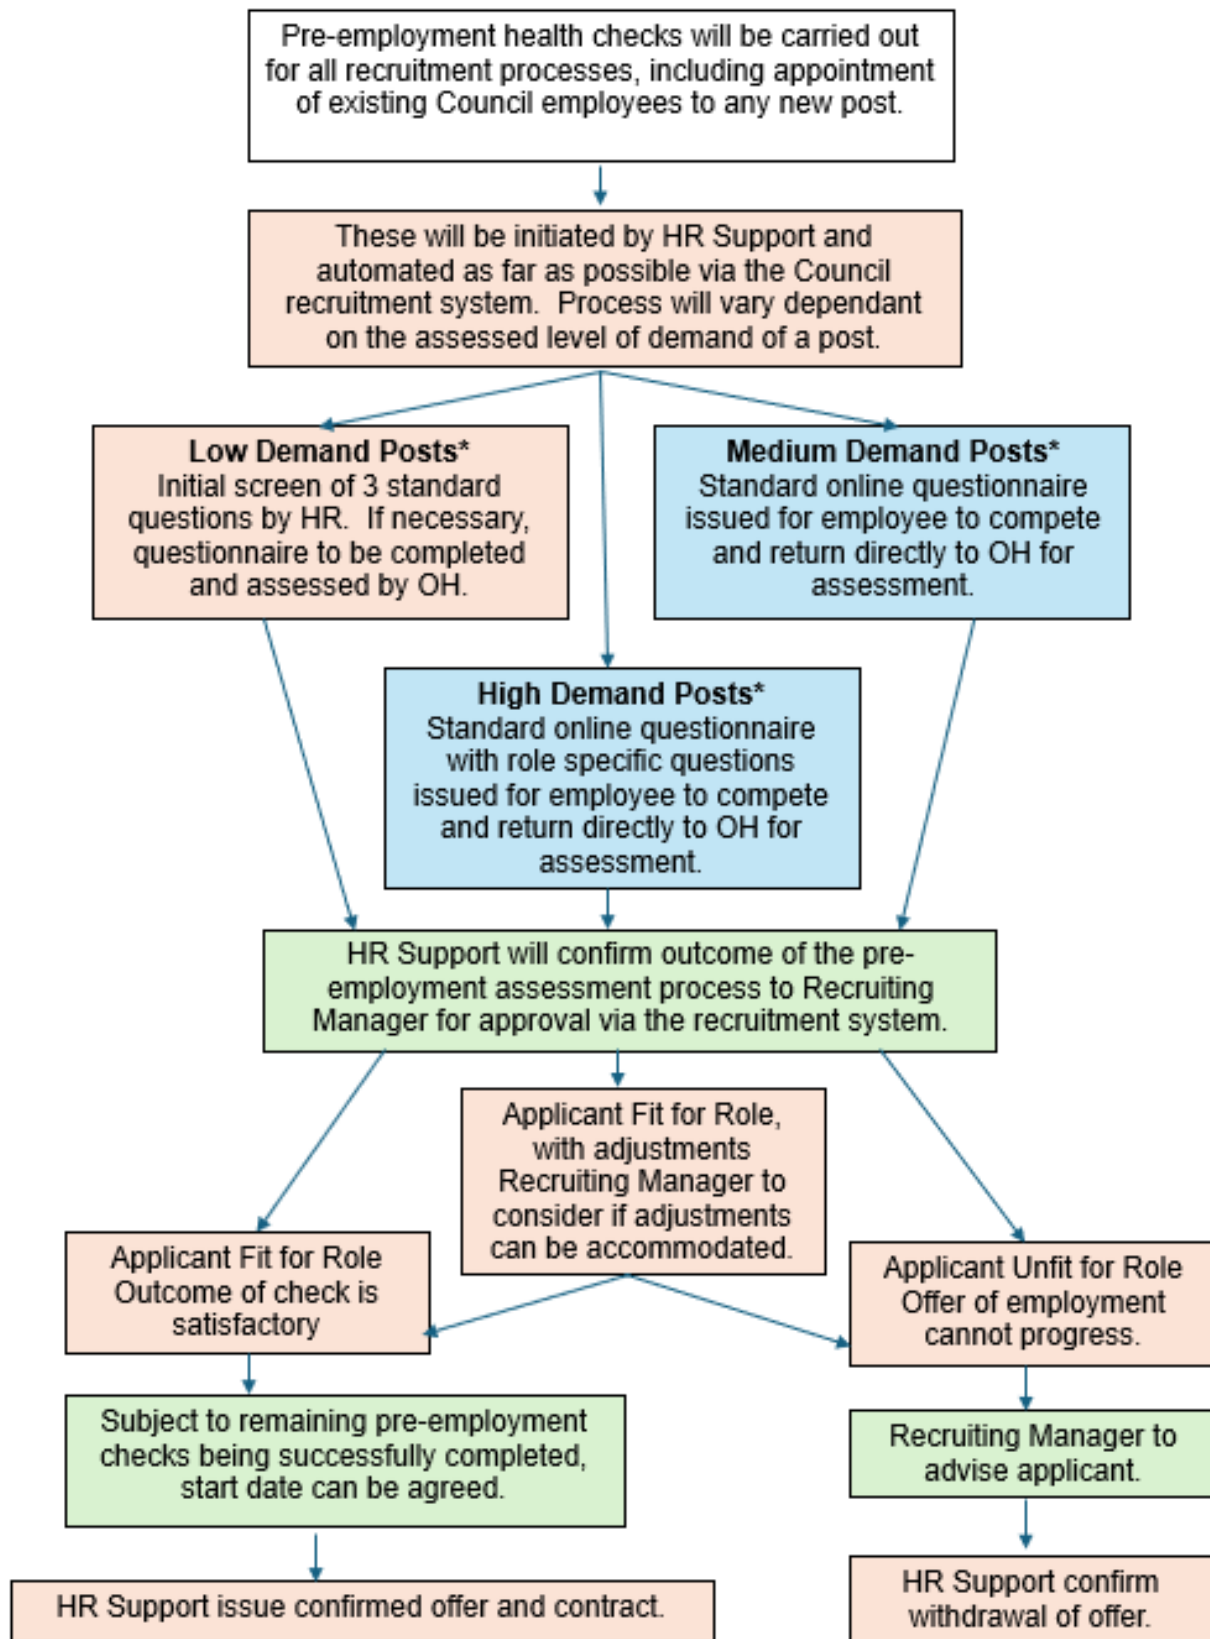 Pre-employment health checks will be carried out
for all recruitment processes, including appointment
of existing Council employees to any new post.
These will be initiated by HR Support and
automated as far as possible via the Council
recruitment system.  Process will vary dependant
on the assessed level of demand of a post.
Low Demand Posts*
Initial screen of 3 standard
questions by HR.  If necessary,
questionnaire to be completed
and assessed by OH.
Medium Demand Posts*
Standard online questionnaire
issued for employee to compete
and return directly to OH for
assessment.
High Demand Posts*
Standard online questionnaire
with role specific questions
issued for employee to compete
and return directly to OH for
assessment.
HR Support will confirm outcome of the pre-
employment assessment process to Recruiting
Manager for approval via the recruitment system.
Applicant Fit for Role,
with adjustments
Recruiting Manager to
consider if adjustments
can be accommodated.
Applicant Fit for Role
Outcome of check is
satisfactory
Applicant Unfit for Role
Offer of employment
cannot progress.
Subject to remaining pre-employment
checks being successfully completed,
start date can be agreed.
Recruiting Manager to
advise applicant.
HR Support issue confirmed offer and contract.
HR Support confirm
withdrawal of offer.